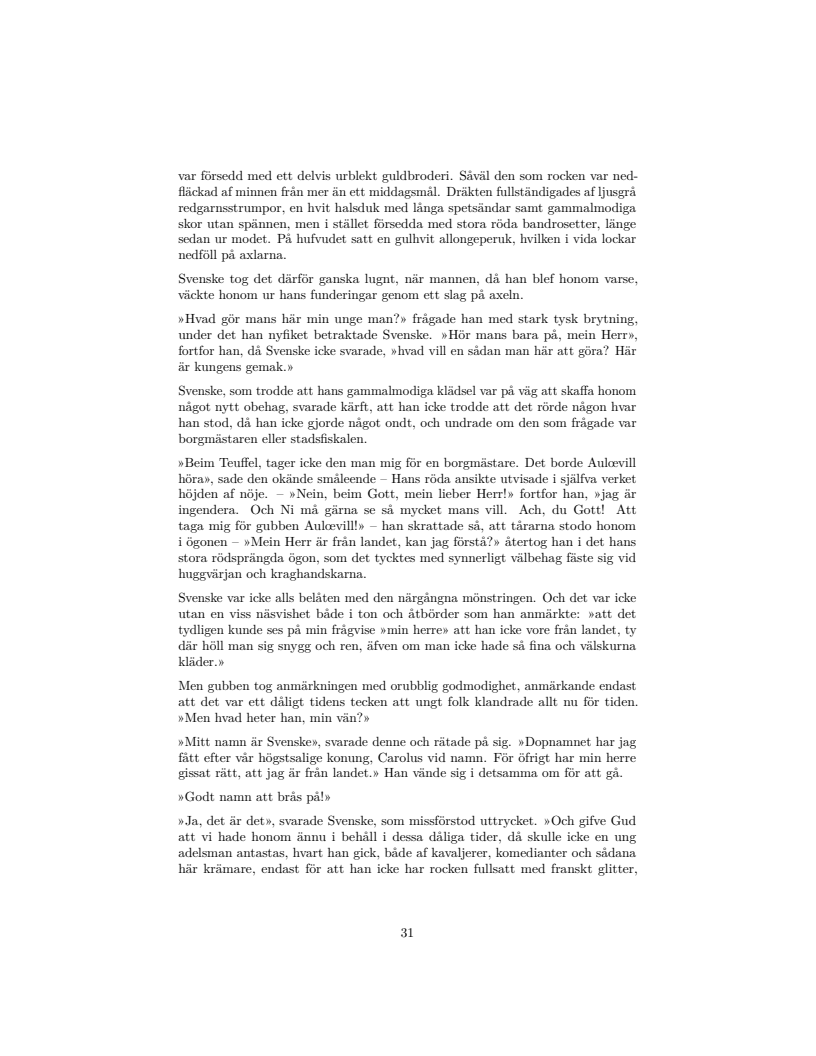 var försedd med ett delvis urblekt guldbroderi. Såväl den som rocken var ned-
fläckad af minnen från mer än ett middagsmål. Dräkten fullständigades af ljusgrå
redgarnsstrumpor, en hvit halsduk med långa spetsändar samt gammalmodiga
skor utan spännen, men i stället försedda med stora röda bandrosetter, länge
sedan ur modet. På hufvudet satt en gulhvit allongeperuk, hvilken i vida lockar
nedföll på axlarna.
Svenske tog det därför ganska lugnt, när mannen, då han blef honom varse,
väckte honom ur hans funderingar genom ett slag på axeln.
»Hvad gör mans här min unge man?» frågade han med stark tysk brytning,
under det han nyfiket betraktade Svenske. »Hör mans bara på, mein Herr»,
fortfor han, då Svenske icke svarade, »hvad vill en sådan man här att göra? Här
är kungens gemak.»
Svenske, som trodde att hans gammalmodiga klädsel var på väg att skaffa honom
något nytt obehag, svarade kärft, att han icke trodde att det rörde någon hvar
han stod, då han icke gjorde något ondt, och undrade om den som frågade var
borgmästaren eller stadsfiskalen.
»Beim Teuffel, tager icke den man mig för en borgmästare. Det borde Aulœvill
höra», sade den okände småleende – Hans röda ansikte utvisade i själfva verket
höjden af nöje. – »Nein, beim Gott, mein lieber Herr!» fortfor han, »jag är
ingendera. Och Ni må gärna se så mycket mans vill. Ach, du Gott! Att
taga mig för gubben Aulœvill!» – han skrattade så, att tårarna stodo honom
i ögonen – »Mein Herr är från landet, kan jag förstå?» återtog han i det hans
stora rödsprängda ögon, som det tycktes med synnerligt välbehag fäste sig vid
huggvärjan och kraghandskarna.
Svenske var icke alls belåten med den närgångna mönstringen. Och det var icke
utan en viss näsvishet både i ton och åtbörder som han anmärkte: »att det
tydligen kunde ses på min frågvise »min herre» att han icke vore från landet, ty
där höll man sig snygg och ren, äfven om man icke hade så fina och välskurna
kläder.»
Men gubben tog anmärkningen med orubblig godmodighet, anmärkande endast
att det var ett dåligt tidens tecken att ungt folk klandrade allt nu för tiden.
»Men hvad heter han, min vän?»
»Mitt namn är Svenske», svarade denne och rätade på sig. »Dopnamnet har jag
fått efter vår högstsalige konung, Carolus vid namn. För öfrigt har min herre
gissat rätt, att jag är från landet.» Han vände sig i detsamma om för att gå.
»Godt namn att brås på!»
»Ja, det är det», svarade Svenske, som missförstod uttrycket. »Och gifve Gud
att vi hade honom ännu i behåll i dessa dåliga tider, då skulle icke en ung
adelsman antastas, hvart han gick, både af kavaljerer, komedianter och sådana
här krämare, endast för att han icke har rocken fullsatt med franskt glitter,
31